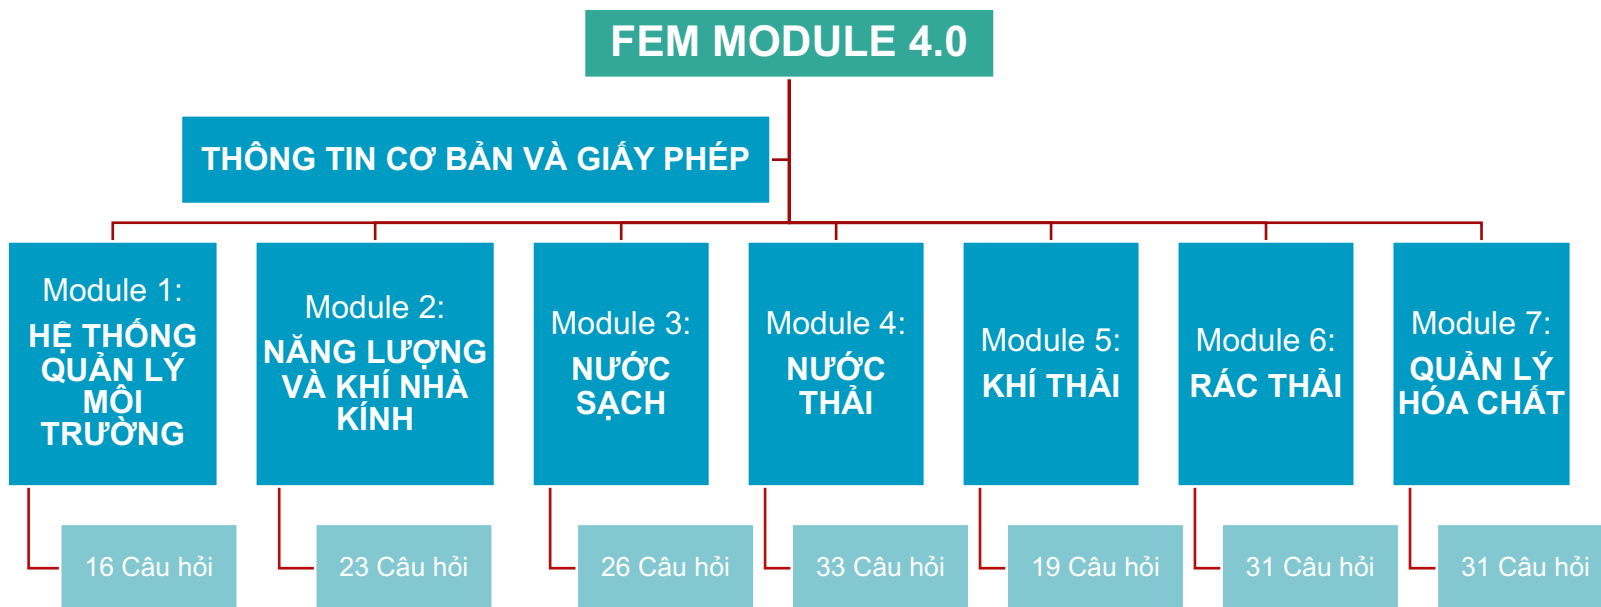 FEM MODULE 4.0
THÔNG TIN CƠ BẢN VÀ GIẤY PHÉP
Module 1:
HỆ THỐNG
QUẢN LÝ
MÔI
TRƯỜNG
Module 2:
NĂNG LƯỢNG
VÀ KHÍ NHÀ
KÍNH
Module 3:
NƯỚC
SẠCH
Module 4:
NƯỚC
THẢI
Module 5:
KHÍ THẢI
Module 6:
RÁC THẢI
Module 7:
QUẢN LÝ
HÓA CHẤT
16 Câu hỏi
23 Câu hỏi
26 Câu hỏi
33 Câu hỏi
19 Câu hỏi
31 Câu hỏi
31 Câu hỏi